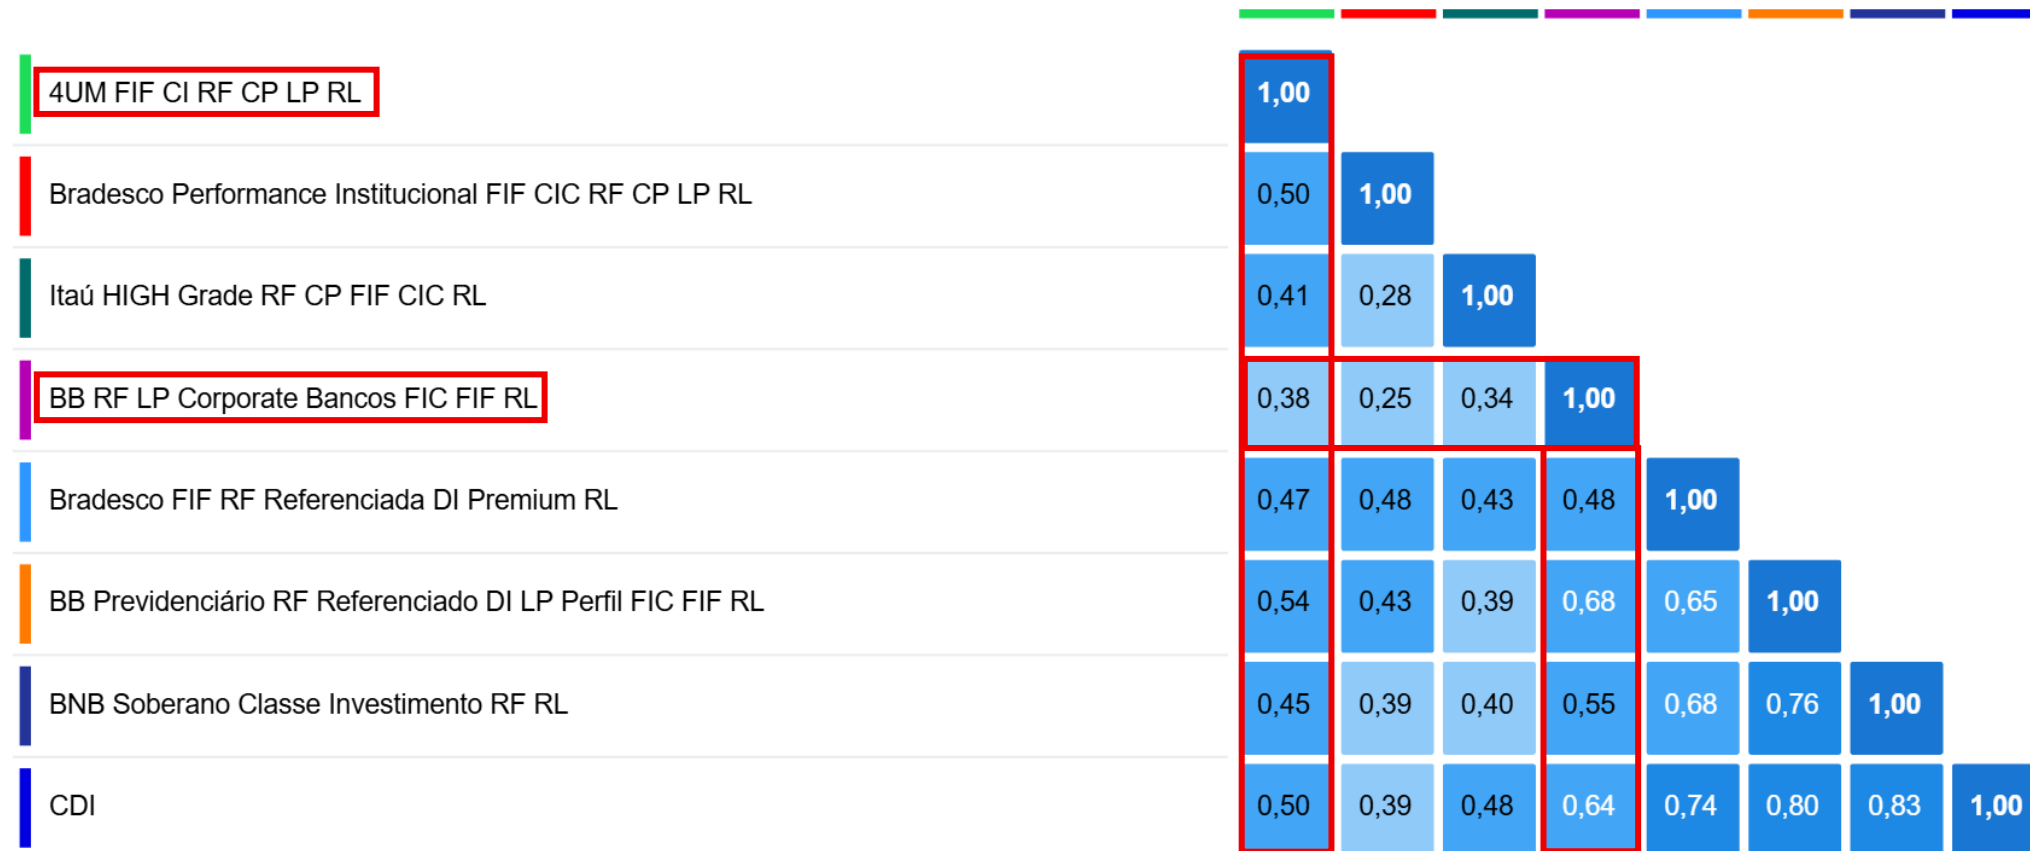 4UM FIF CI RF CP LP RL 1,00
Bradesco Performance Institucional FIF CIC RF CP LP RL 0,50 1,00
Itaú HIGH Grade RF CP FIF CIC RL 0,41 0,28 1,00
BB RF LP Corporate Bancos FIC FIF RL 0,38 0,25 0,34 1,00
Bradesco FIF RF Referenciada DI Premium RL 0,47 0,48 0,43 0,48 1,00
BB Previdenciário RF Referenciado DI LP Perfil FIC FIF RL 0,54 0,43 0,39 0,68 0,65 1,00
BNB Soberano Classe Investimento RF RL 0,45 0,39 0,40 0,55 0,68 0,76 1,00
CDI 0,50 0,39 0,48 0,64 0,74 0,80 0,83 1,00